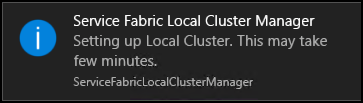 Service Fabric Local Cluster Manager
Setting up Local Cluster. This may take
few minutes.
ServiceFabricLocalClusterManager